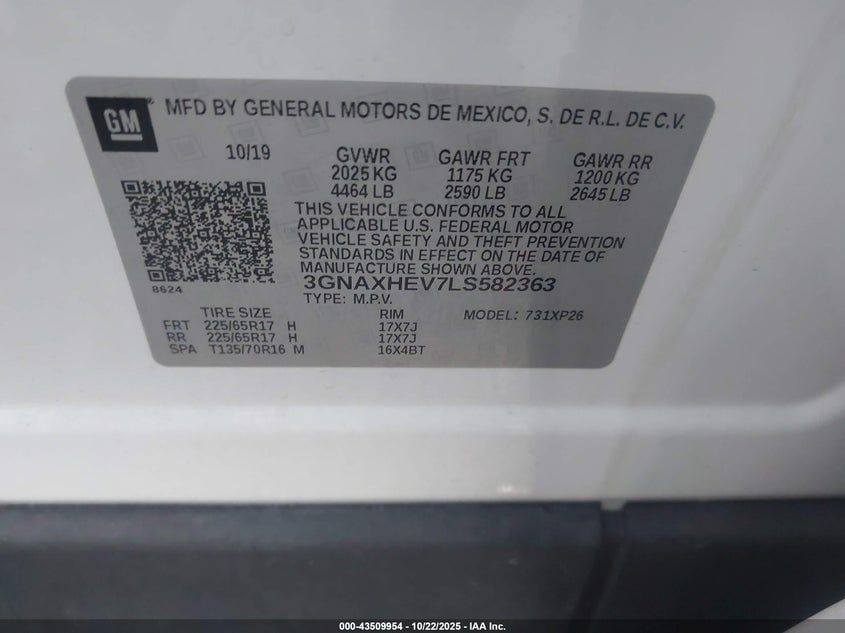 GM
MFD BY GENERAL MOTORS DE MEXICO, S. DE R.L. DE C.V.
10/19 GVWR GAWR FRT GAWR RR
2025 KG 1175 KG 1200 KG
4464 LB 2590 LB 2645 LB
THIS VEHICLE CONFORMS TO ALL
APPLICABLE U.S. FEDERAL MOTOR
VEHICLE SAFETY AND THEFT PREVENTION
STANDARDS IN EFFECT ON THE DATE OF
MANUFACTURE SHOWN ABOVE.
8624 3GNAXHEV7LS582363
TYPE: M.P.V.
TIRE SIZE RIM MODEL: 731XP26
FRT 225/65R17 H 17X7J
RR 225/65R17 H 17X7J
SPA T135/70R16 M 16X4BT
000-43509954 - 10/22/2025 - IAA Inc.